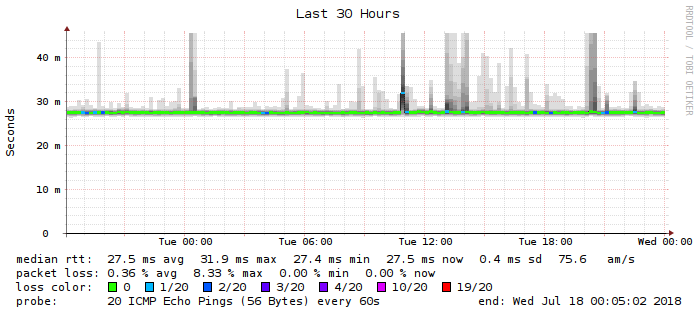 Last 30 Hours
RRDTOOL / TOBI OETIKER
Seconds
40 m
30 m
20 m
10 m
0
Tue 00:00 Tue 06:00 Tue 12:00 Tue 18:00 Wed 00:00
median rtt: 27.5 ms avg 31.9 ms max 27.4 ms min 27.5 ms now 0.4 ms sd 75.6 am/s
packet loss: 0.36 % avg 8.33 % max 0.00 % min 0.00 % now
loss color: 0 1/20 2/20 3/20 4/20 10/20 19/20
probe: 20 ICMP Echo Pings (56 Bytes) every 60s end: Wed Jul 18 00:05:02 2018